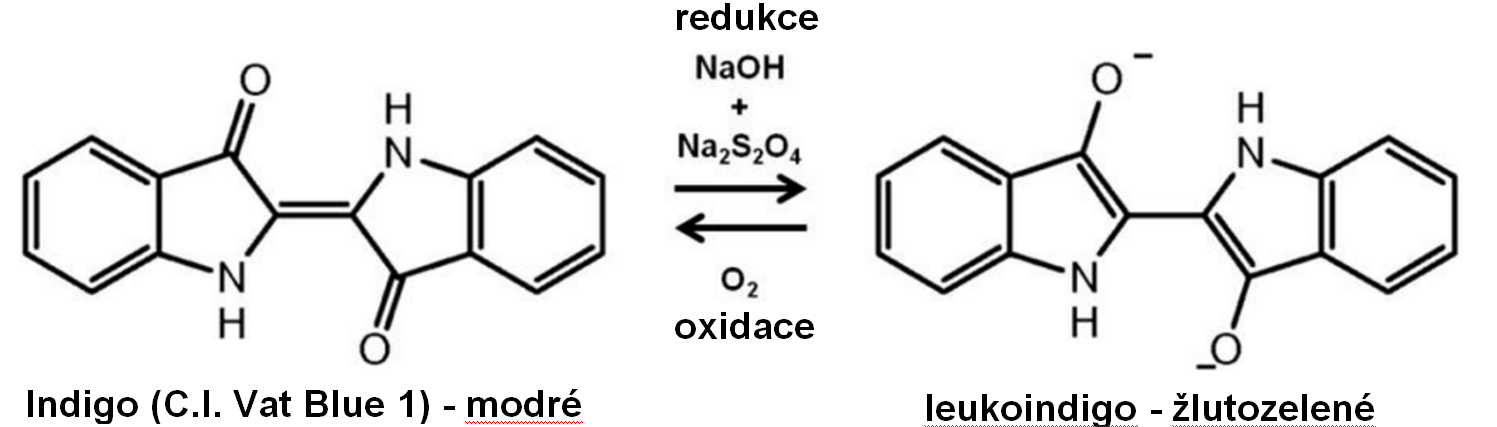 redukce
NaOH
+
Na₂S₂O₄
O₂
oxidace
O
H
N
N
H
O
Indigo (C.I. Vat Blue 1) - modré
O⁻
H
N
N
H
⁻O
leukoindigo - žlutozelené